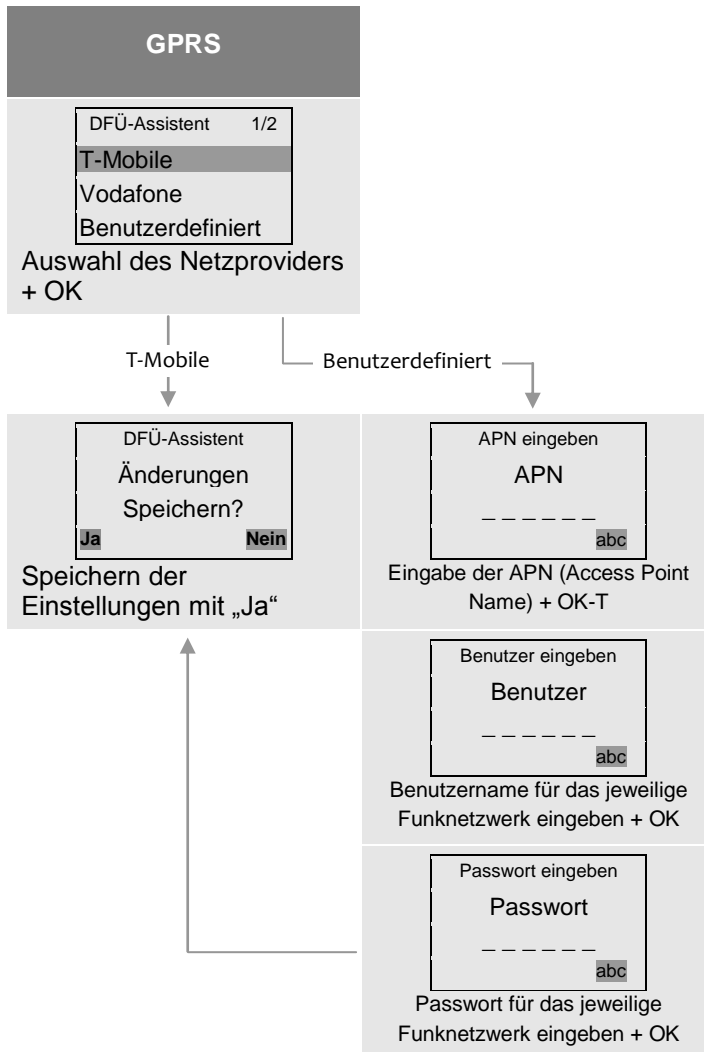 GPRS
DFÜ-Assistent 1/2
T-Mobile
Vodafone
Benutzerdefiniert
Auswahl des Netzproviders
+ OK
T-Mobile
Benutzerdefiniert
DFÜ-Assistent
Änderungen
Speichern?
Ja Nein
Speichern der
Einstellungen mit „Ja“
APN eingeben
APN
_ _ _ _ _ _
abc
Eingabe der APN (Access Point
Name) + OK-T
Benutzer eingeben
Benutzer
_ _ _ _ _ _
abc
Benutzername für das jeweilige
Funknetzwerk eingeben + OK
Passwort eingeben
Passwort
_ _ _ _ _ _
abc
Passwort für das jeweilige
Funknetzwerk eingeben + OK